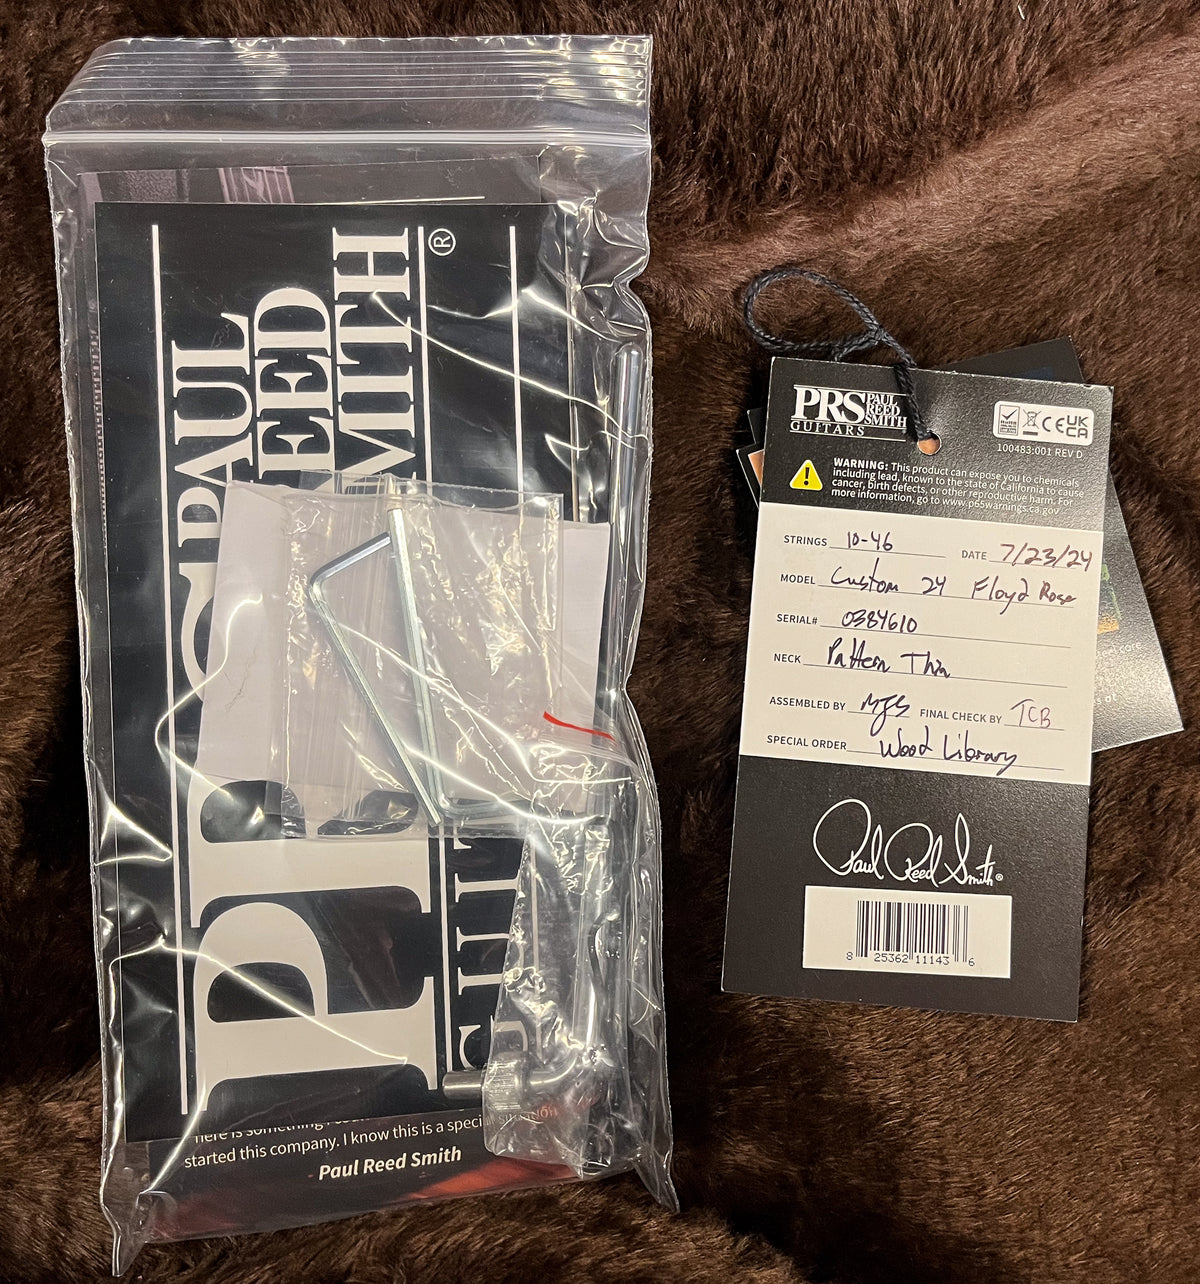 PAUL
REED
SMITH®
PRS
GUIT
started this company. I know this is a speci
Paul Reed Smith
PRS PAUL
REED
SMITH
GUITARS
CE UK
CA
100483:001 REV D
WARNING: This product can expose you to chemicals
including lead, known to the state of California to cause
cancer, birth defects, or other reproductive harm. For
more information, go to www.p65warnings.ca.gov
STRINGS 10-46 DATE 7/23/24
MODEL Custom 24 Floyd Rose
SERIAL# 0384610
NECK Pattern Thin
ASSEMBLED BY MJS FINAL CHECK BY TCB
SPECIAL ORDER Wood Library
Paul Reed Smith®
8 25362 11143 6